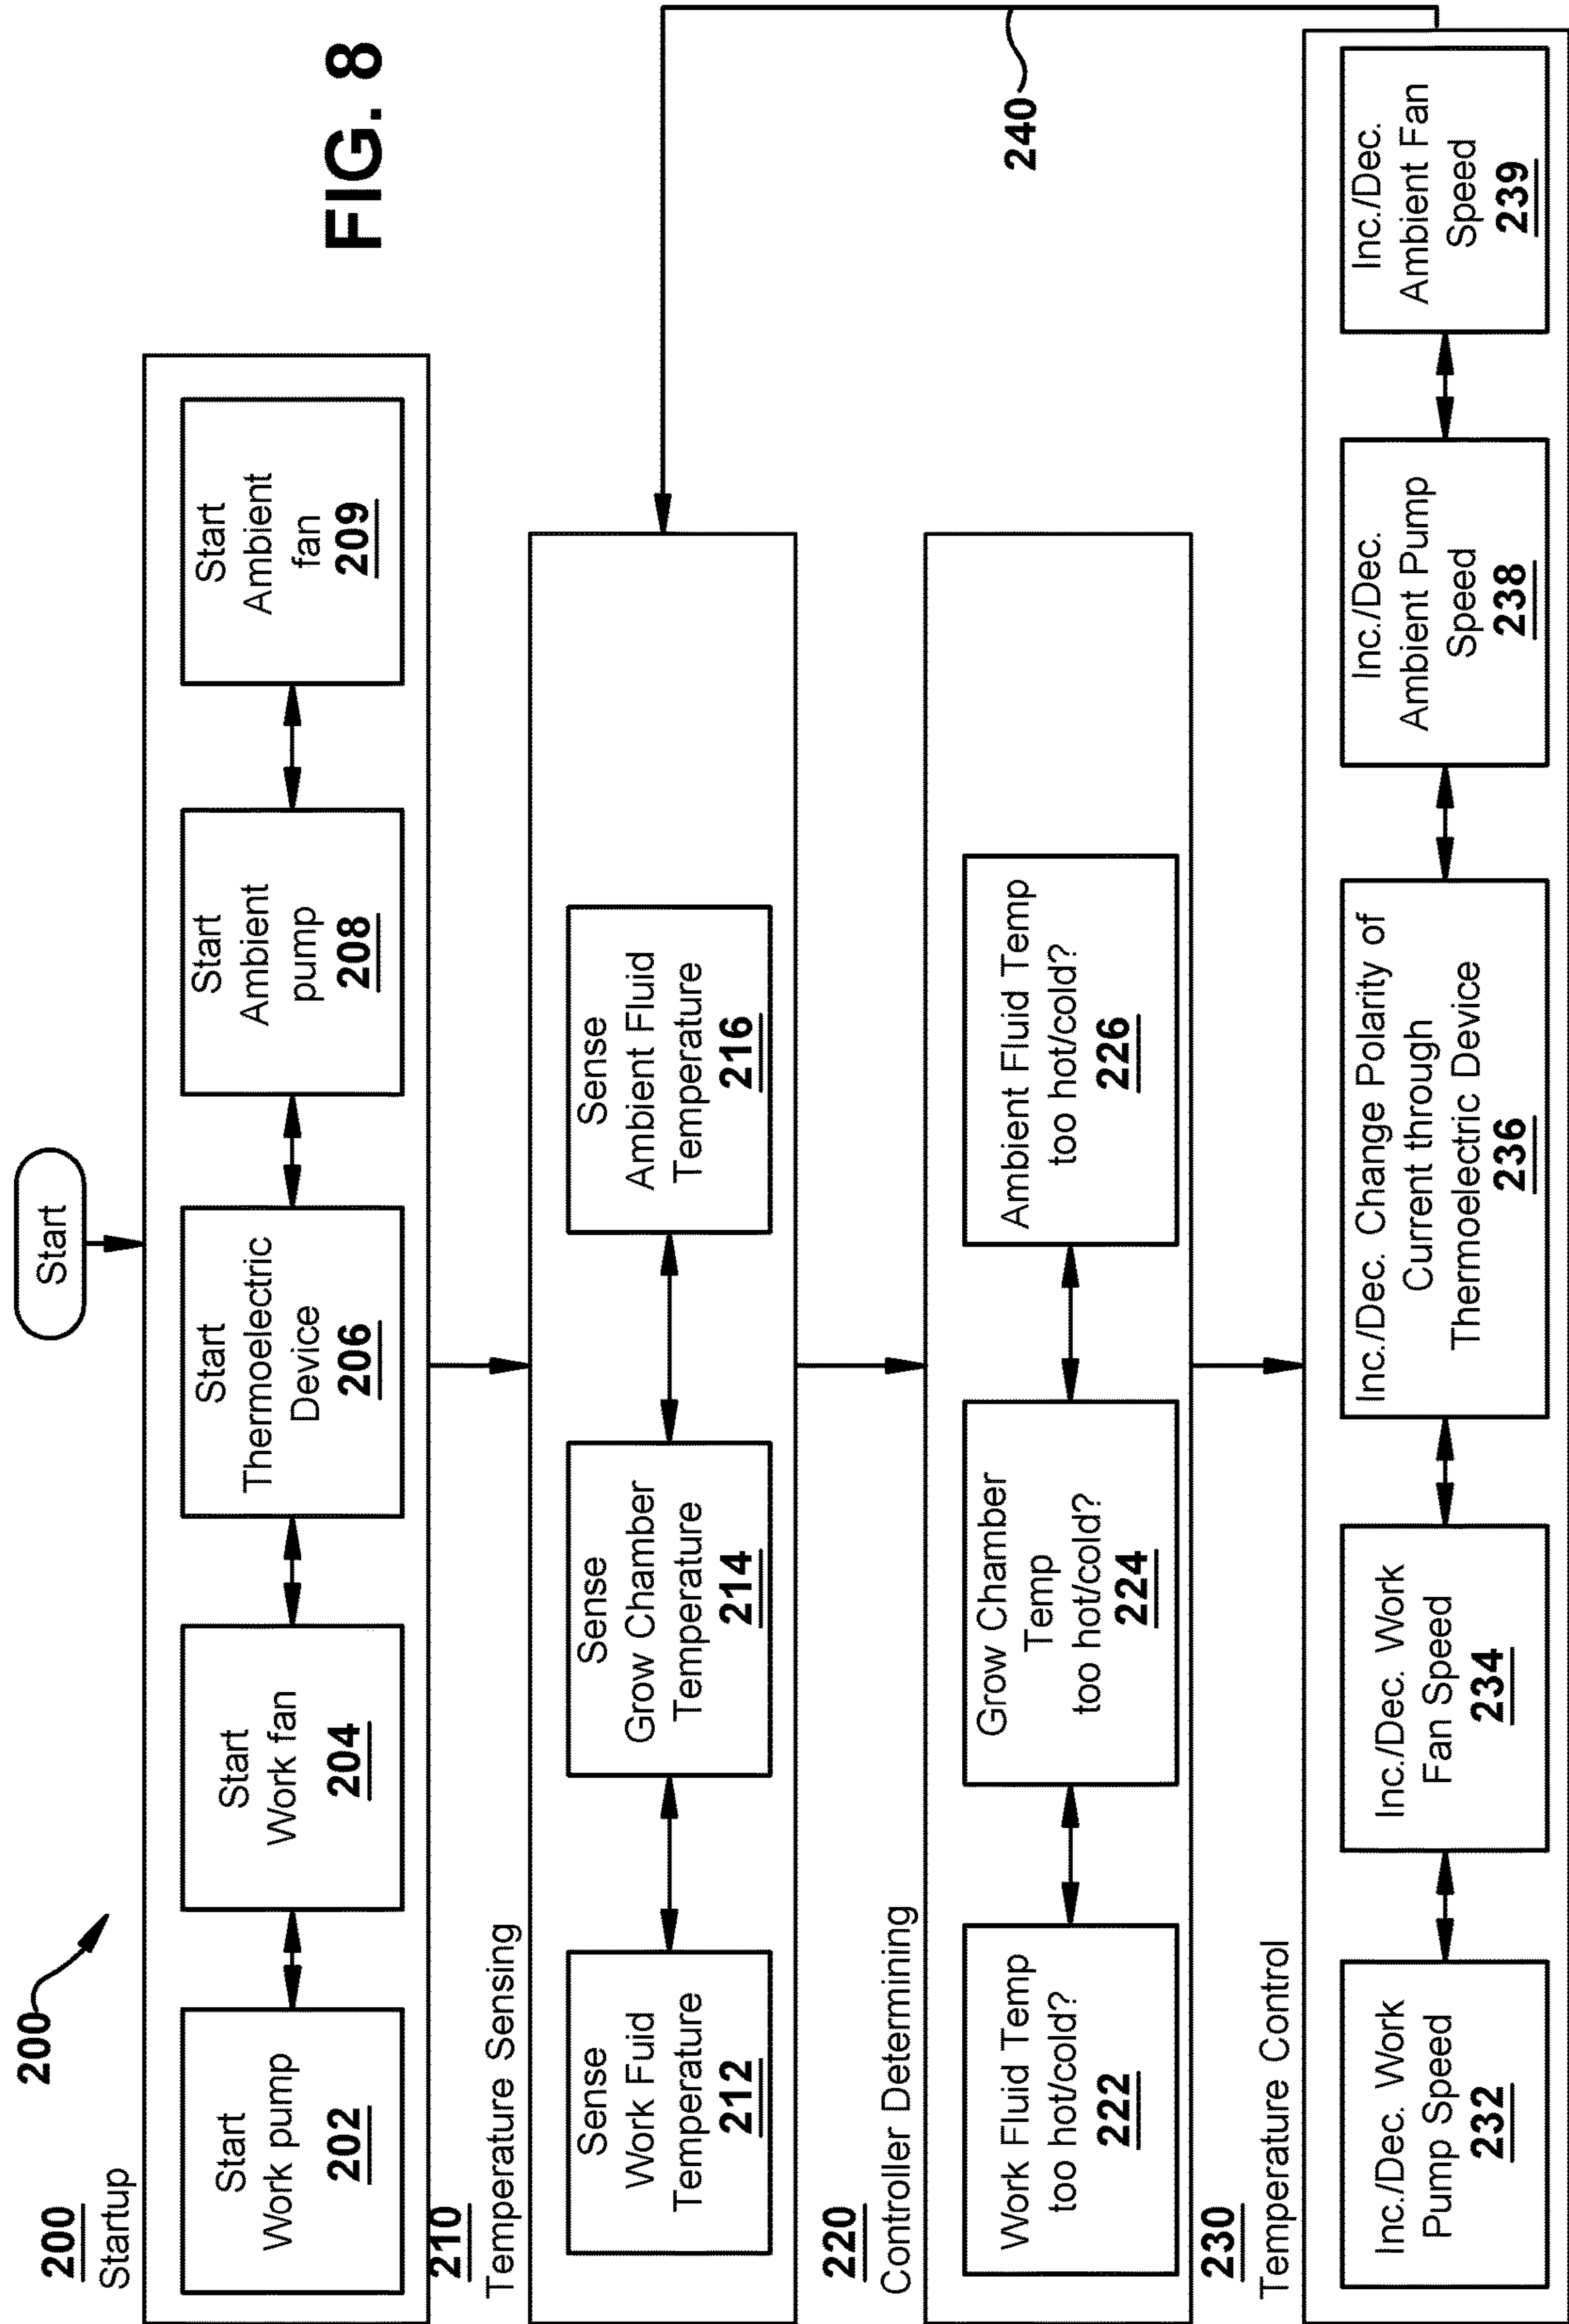 FIG. 8
200
Start
200
Startup
Start
Work pump
202
Start
Work fan
204
Start
Thermoelectric
Device
206
Start
Ambient
pump
208
Start
Ambient
fan
209
210
Temperature Sensing
Sense
Work Fuid
Temperature
212
Sense
Grow Chamber
Temperature
214
Sense
Ambient Fluid
Temperature
216
220
Controller Determining
Work Fluid Temp
too hot/cold?
222
Grow Chamber
Temp
too hot/cold?
224
Ambient Fluid Temp
too hot/cold?
226
240
230
Temperature Control
Inc./Dec. Work
Pump Speed
232
Inc./Dec. Work
Fan Speed
234
Inc./Dec. Change Polarity of
Current through
Thermoelectric Device
236
Inc./Dec.
Ambient Pump
Speed
238
Inc./Dec.
Ambient Fan
Speed
239